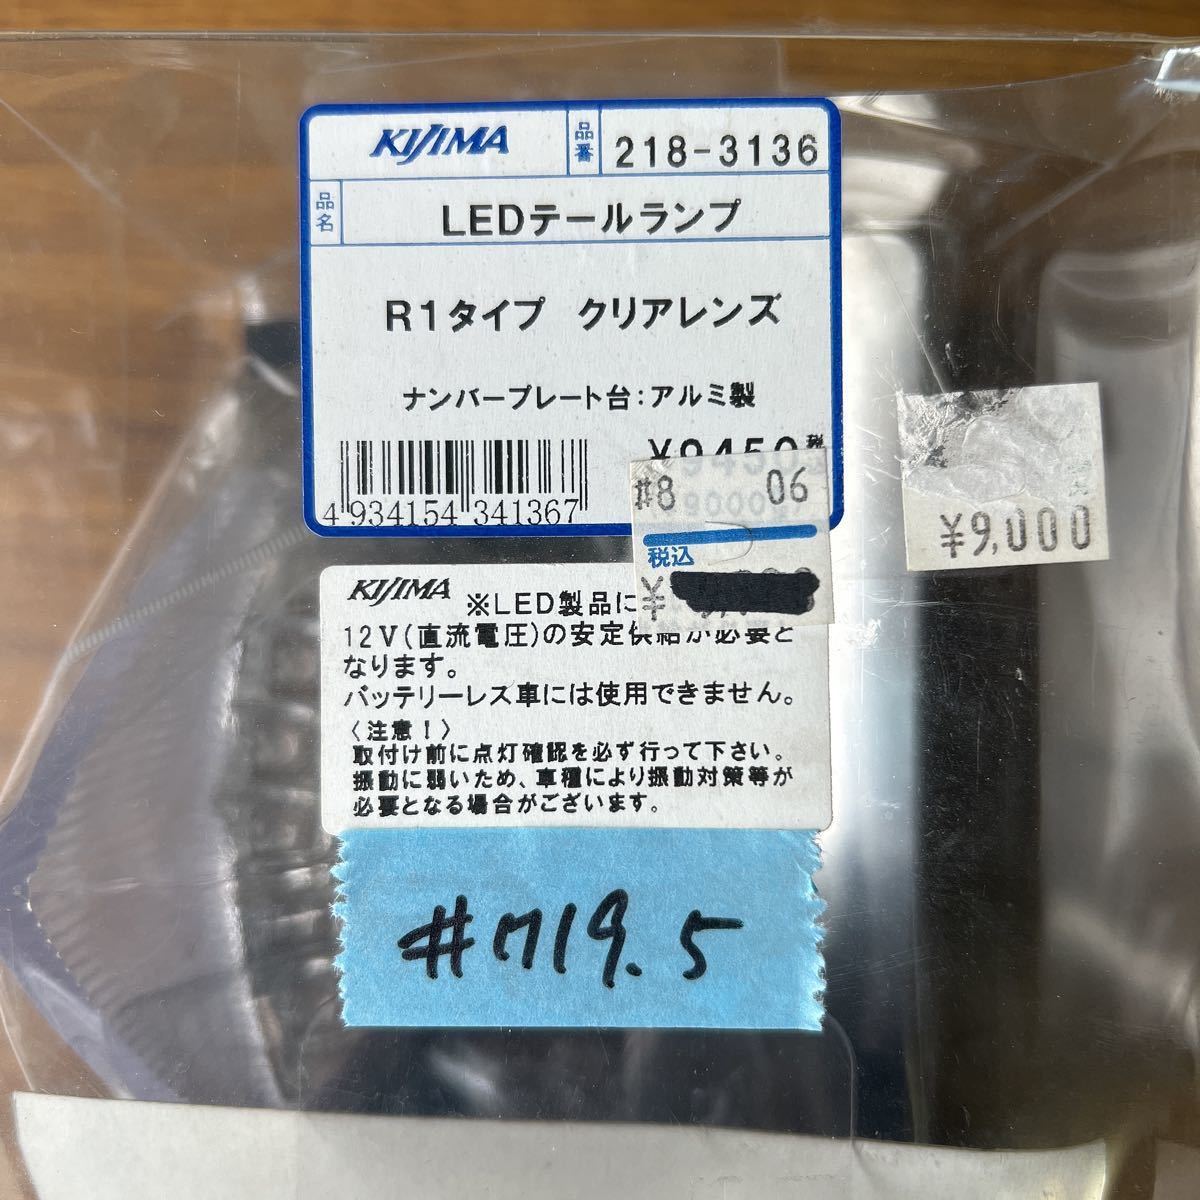 KIJIMA
品番
218-3136
品名
LEDテールランプ
R1タイプ クリアレンズ
ナンバープレート台：アルミ製
¥9450
4 934154 341367
#8 06
税込
¥
¥9,000
KIJIMA
※LED製品に
12V(直流電圧)の安定供給が必要と
なります。
バッテリーレス車には使用できません。
〈注意！〉
取付け前に点灯確認を必ず行って下さい。
振動に弱いため、車種により振動対策等が
必要となる場合がございます。
#719.5